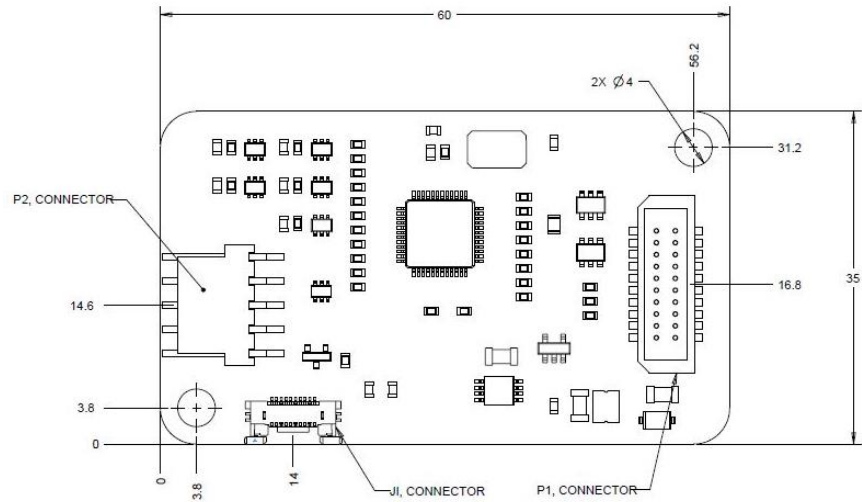 60
56.2
2X Ø4
31.2
P2, CONNECTOR
35
16.8
14.6
3.8
0
0
3.8
14
JI, CONNECTOR
P1, CONNECTOR